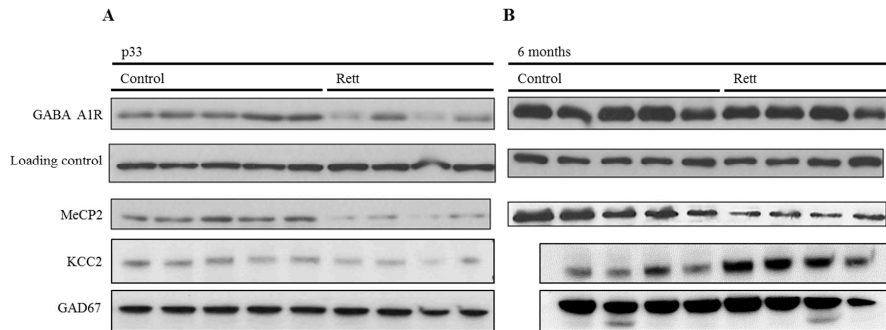 A
B
p33
6 months
Control
Rett
Control
Rett
GABA A1R
Loading control
MeCP2
KCC2
GAD67